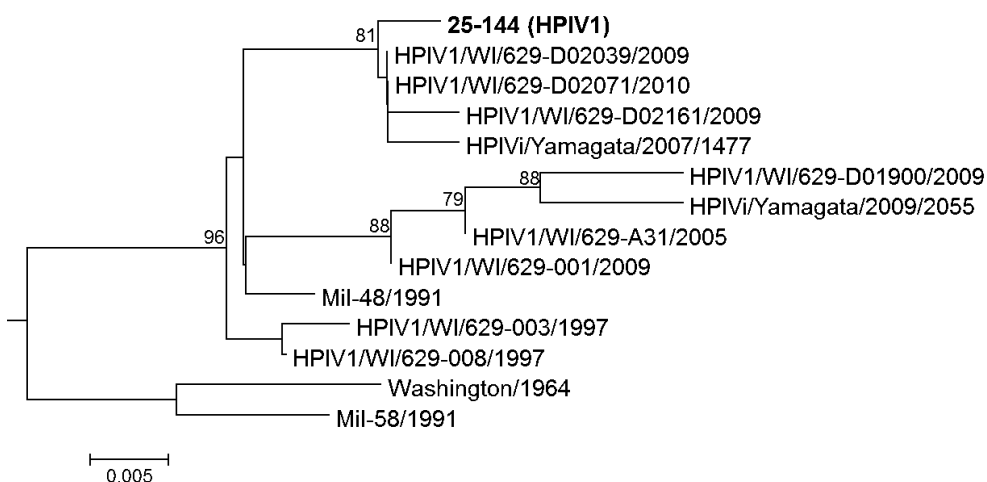 81
25-144 (HPIV1)
HPIV1/WI/629-D02039/2009
HPIV1/WI/629-D02071/2010
HPIV1/WI/629-D02161/2009
HPIVi/Yamagata/2007/1477
88
HPIV1/WI/629-D01900/2009
79
HPIVi/Yamagata/2009/2055
88
HPIV1/WI/629-A31/2005
96
HPIV1/WI/629-001/2009
Mil-48/1991
HPIV1/WI/629-003/1997
HPIV1/WI/629-008/1997
Washington/1964
Mil-58/1991
0.005